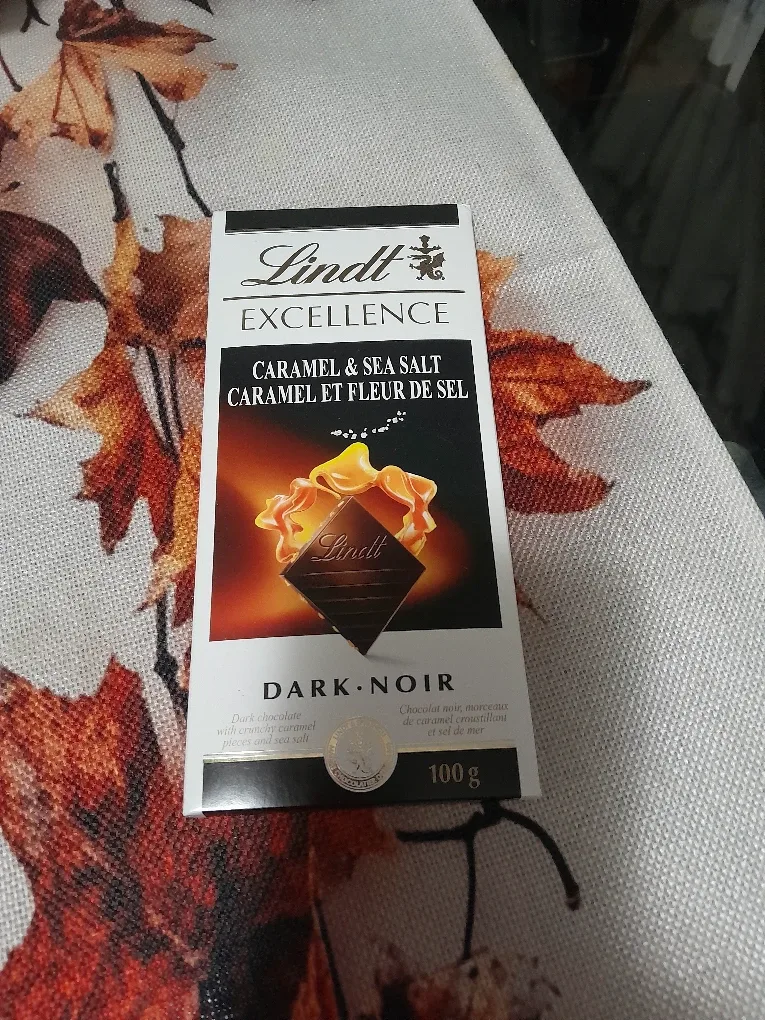 Lindt
EXCELLENCE
CARAMEL & SEA SALT
CARAMEL ET FLEUR DE SEL
Lindt
DARK·NOIR
Dark chocolate
with crunchy caramel
pieces and sea salt
Chocolat noir, morceaux
de caramel croustillant
et sel de mer
100 g